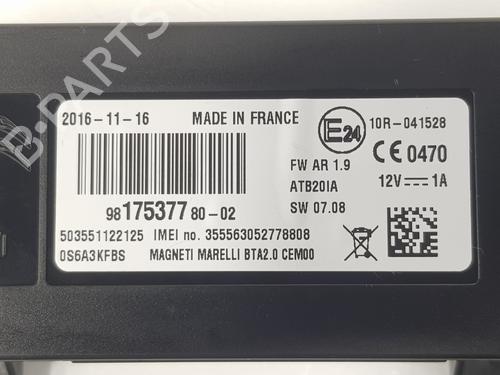 2016-11-16 MADE IN FRANCE
E24 10R-041528
FW AR 1.9 CE 0470
ATB20IA 12V 1A
SW 07.08
98 175377 80-02
503551122125 IMEI no. 355563052778808
0S6A3KFBS MAGNETI MARELLI BTA2.0 CEM00
B-PARTS